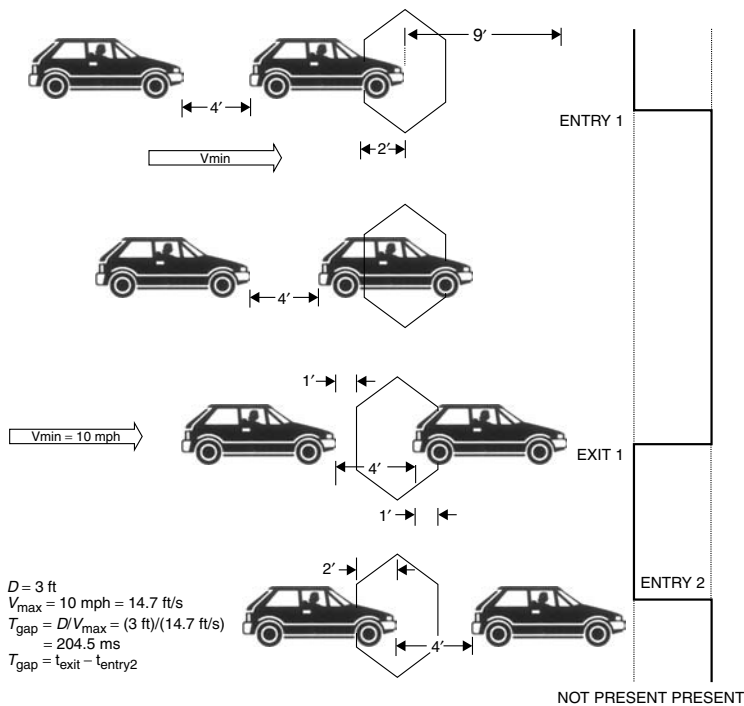 9′
4′
ENTRY 1
Vmin
2′
4′
1′
Vmin = 10 mph
4′
EXIT 1
1′
2′
ENTRY 2
D = 3 ft
Vmax = 10 mph = 14.7 ft/s
Tgap = D/Vmax = (3 ft)/(14.7 ft/s)
= 204.5 ms
Tgap = texit – tentry2
4′
NOT PRESENT PRESENT